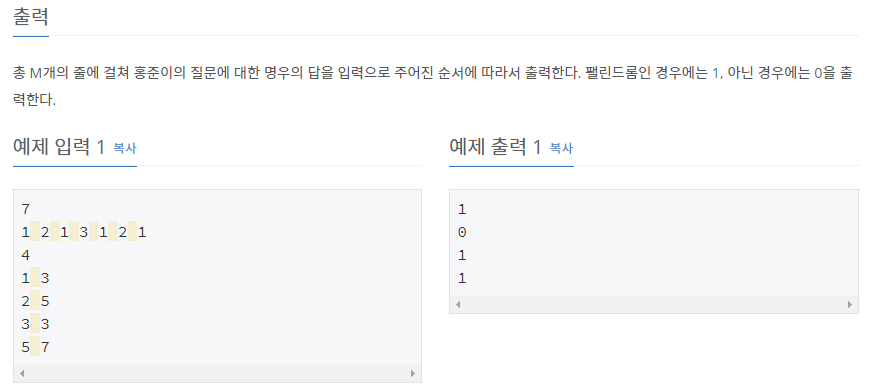 출력
총 M개의 줄에 걸쳐 홍준이의 질문에 대한 명우의 답을 입력으로 주어진 순서에 따라서 출력한다. 팰린드롬인 경우에는 1, 아닌 경우에는 0을 출
력한다.
예제 입력 1 복사
7
1 2 1 3 1 2 1
4
1 3
2 5
3 3
5 7
예제 출력 1 복사
1
0
1
1